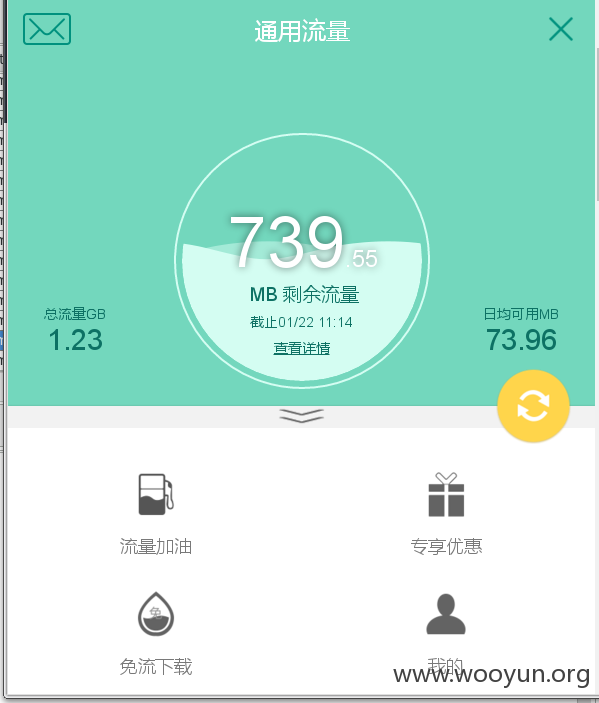 通用流量
739.55
MB 剩余流量
截止01/22 11:14
查看详情
总流量GB
1.23
日均可用MB
73.96
流量加油
专享优惠
免
免流下载
我的
www.wooyun.org